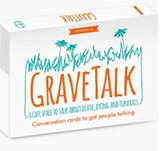 GRAVETALK
A CAFE SPACE TO TALK ABOUT DEATH, DYING AND FUNERALS
Conversation cards to get people talking